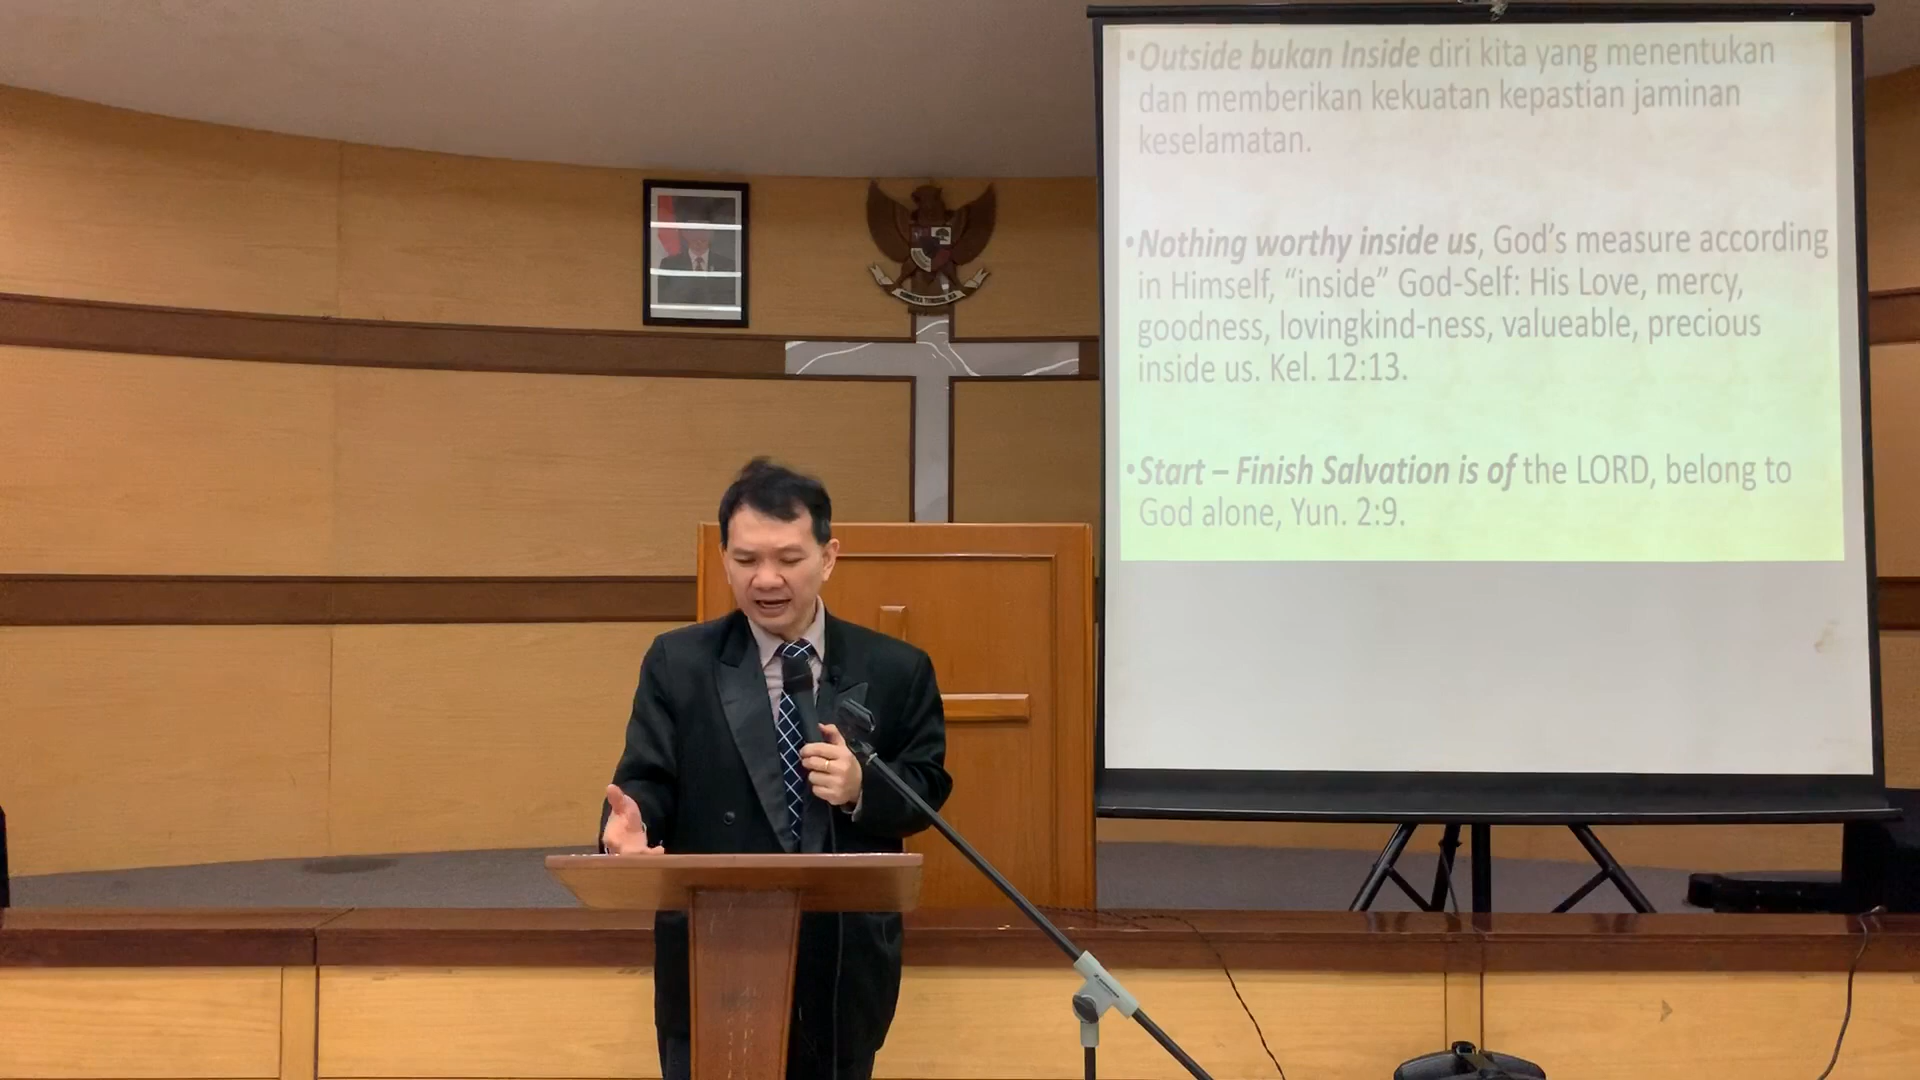 •Outside bukan Inside diri kita yang menentukan
dan memberikan kekuatan kepastian jaminan
keselamatan.
•Nothing worthy inside us, God's measure according
in Himself, “inside” God-Self: His Love, mercy,
goodness, lovingkind-ness, valueable, precious
inside us. Kel. 12:13.
•Start – Finish Salvation is of the LORD, belong to
God alone, Yun. 2:9.